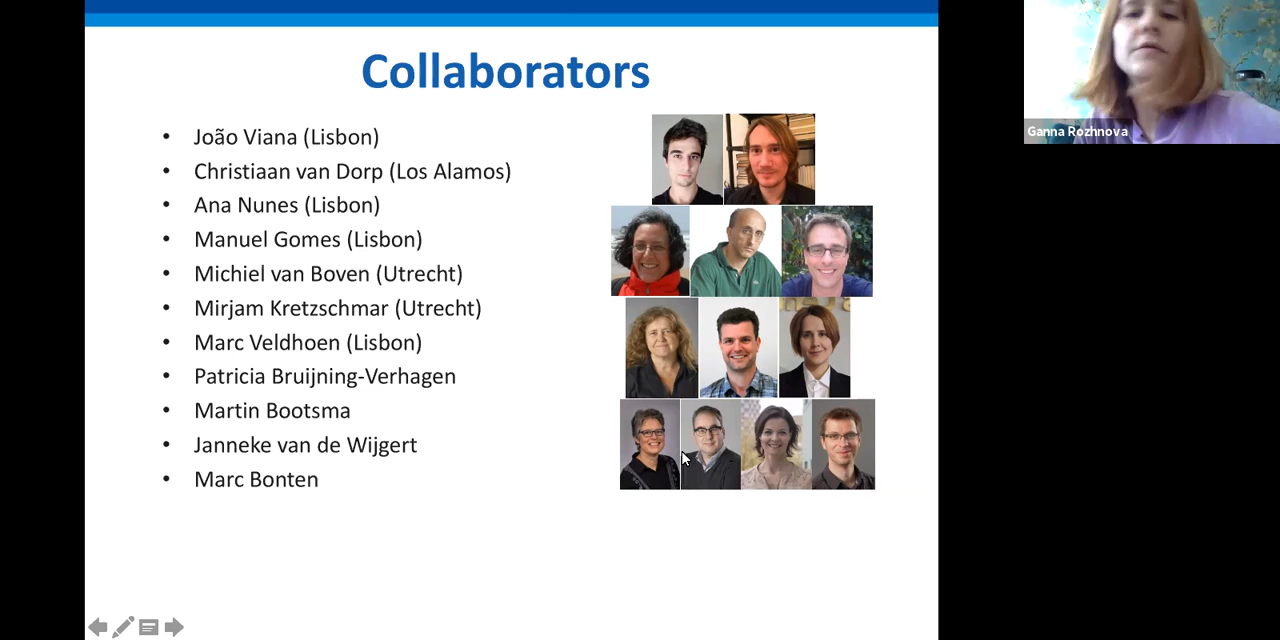 Collaborators
• João Viana (Lisbon)
• Christiaan van Dorp (Los Alamos)
• Ana Nunes (Lisbon)
• Manuel Gomes (Lisbon)
• Michiel van Boven (Utrecht)
• Mirjam Kretzschmar (Utrecht)
• Marc Veldhoen (Lisbon)
• Patricia Bruijning-Verhagen
• Martin Bootsma
• Janneke van de Wijgert
• Marc Bonten
Ganna Rozhnova